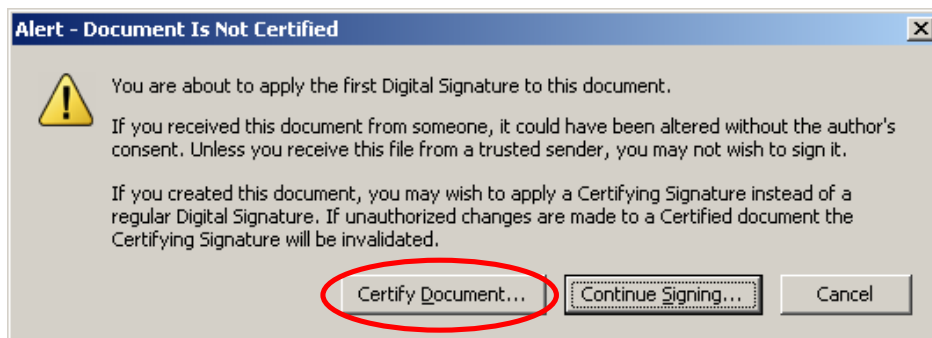 Alert - Document Is Not Certified
You are about to apply the first Digital Signature to this document.
If you received this document from someone, it could have been altered without the author's
consent. Unless you receive this file from a trusted sender, you may not wish to sign it.
If you created this document, you may wish to apply a Certifying Signature instead of a
regular Digital Signature. If unauthorized changes are made to a Certified document the
Certifying Signature will be invalidated.
Certify Document... Continue Signing... Cancel